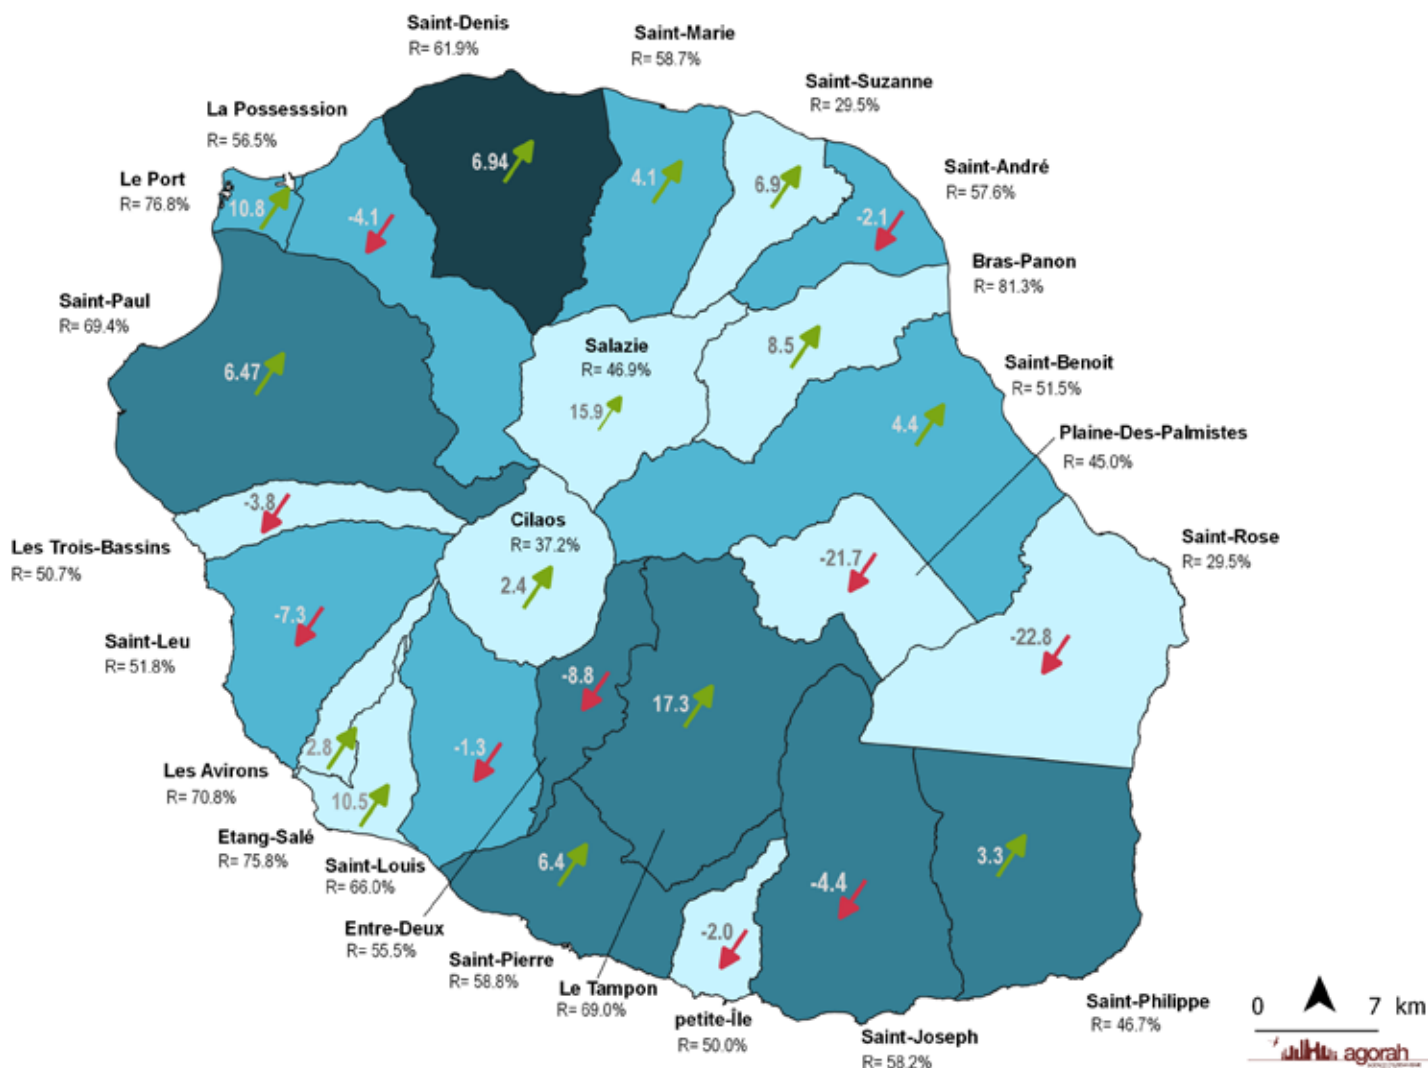 Saint-Denis
R= 61.9%
Saint-Marie
R= 58.7%
Saint-Suzanne
R= 29.5%
La Possesssion
R= 56.5%
Le Port
R= 76.8%
Saint-André
R= 57.6%
Bras-Panon
R= 81.3%
Saint-Paul
R= 69.4%
Salazie
R= 46.9%
Saint-Benoit
R= 51.5%
Plaine-Des-Palmistes
R= 45.0%
Cilaos
R= 37.2%
Saint-Rose
R= 29.5%
Les Trois-Bassins
R= 50.7%
Saint-Leu
R= 51.8%
Les Avirons
R= 70.8%
Etang-Salé
R= 75.8%
Saint-Louis
R= 66.0%
Entre-Deux
R= 55.5%
Saint-Pierre
R= 58.8%
Le Tampon
R= 69.0%
petite-Île
R= 50.0%
Saint-Joseph
R= 58.2%
Saint-Philippe
R= 46.7%
6.94
4.1
6.9
10.8
-4.1
-2.1
8.5
6.47
15.9
4.4
-3.8
2.4
-21.7
-7.3
-22.8
-8.8
17.3
2.8
-1.3
10.5
6.4
3.3
-4.4
-2.0
0 7 km
agorah